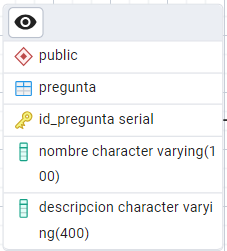 public
pregunta
id_pregunta serial
nombre character varying(1
00)
descripcion character varyi
ng(400)